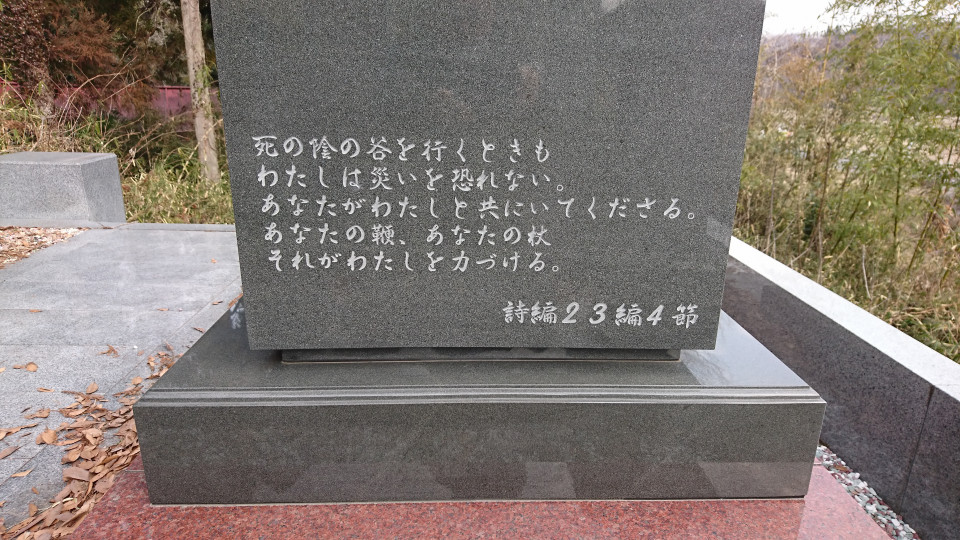 死の陰の谷を行くときも
わたしは災いを恐れない。
あなたがわたしと共にいてくださる。
あなたの鞭、あなたの杖
それがわたしを力づける。
詩編23編4節